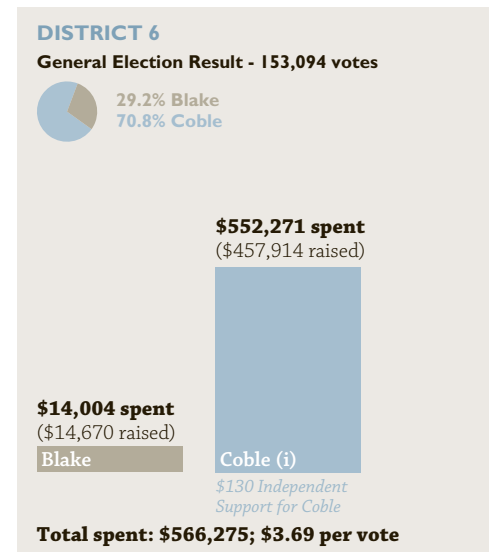 DISTRICT 6
General Election Result - 153,094 votes
29.2% Blake
70.8% Coble
$552,271 spent
($457,914 raised)
$14,004 spent
($14,670 raised)
Blake
Coble (i)
$130 Independent
Support for Coble
Total spent: $566,275; $3.69 per vote